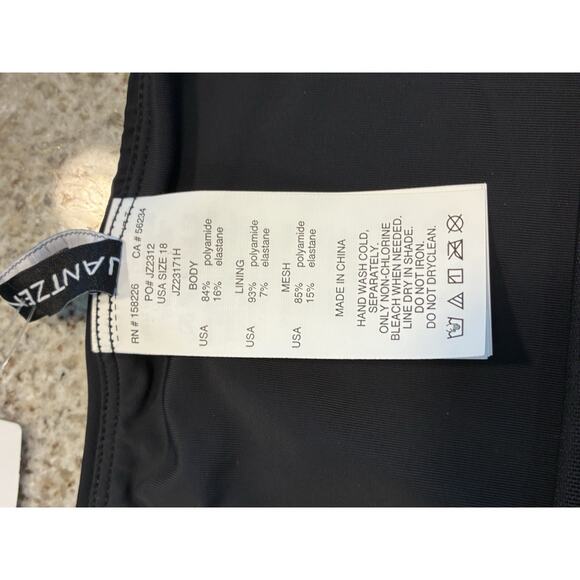 JANTZEN
RN # 158226 CA # 56234
PO# JZ2312
USA SIZE 18
JZ23171H
BODY
USA 84% polyamide
16% elastane
LINING
USA 93% polyamide
7% elastane
MESH
USA 85% polyamide
15% elastane
MADE IN CHINA
HAND WASH COLD,
SEPARATELY.
ONLY NON-CHLORINE
BLEACH WHEN NEEDED.
LINE DRY IN SHADE.
NO NOT IRON.
DO NOT DRYCLEAN.